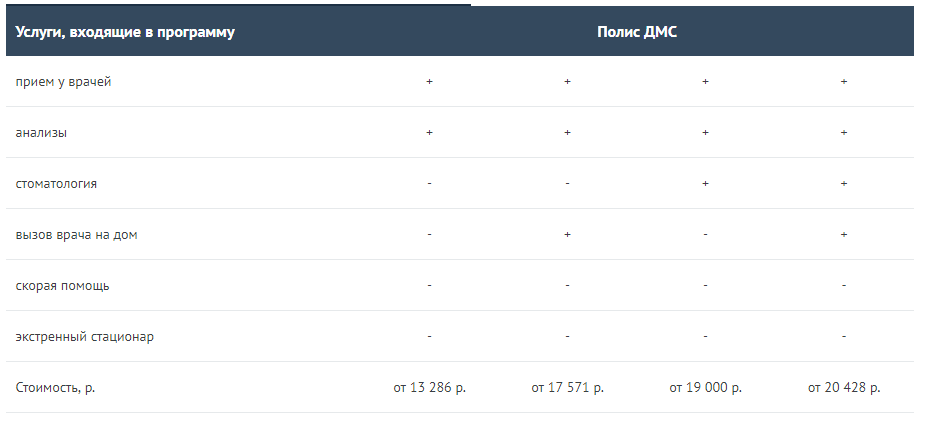 Услуги, входящие в программу Полис ДМС
прием у врачей + + + +
анализы + + + +
стоматология - - + +
вызов врача на дом - + - +
скорая помощь - - - -
экстренный стационар - - - -
Стоимость, р. от 13 286 р. от 17 571 р. от 19 000 р. от 20 428 р.